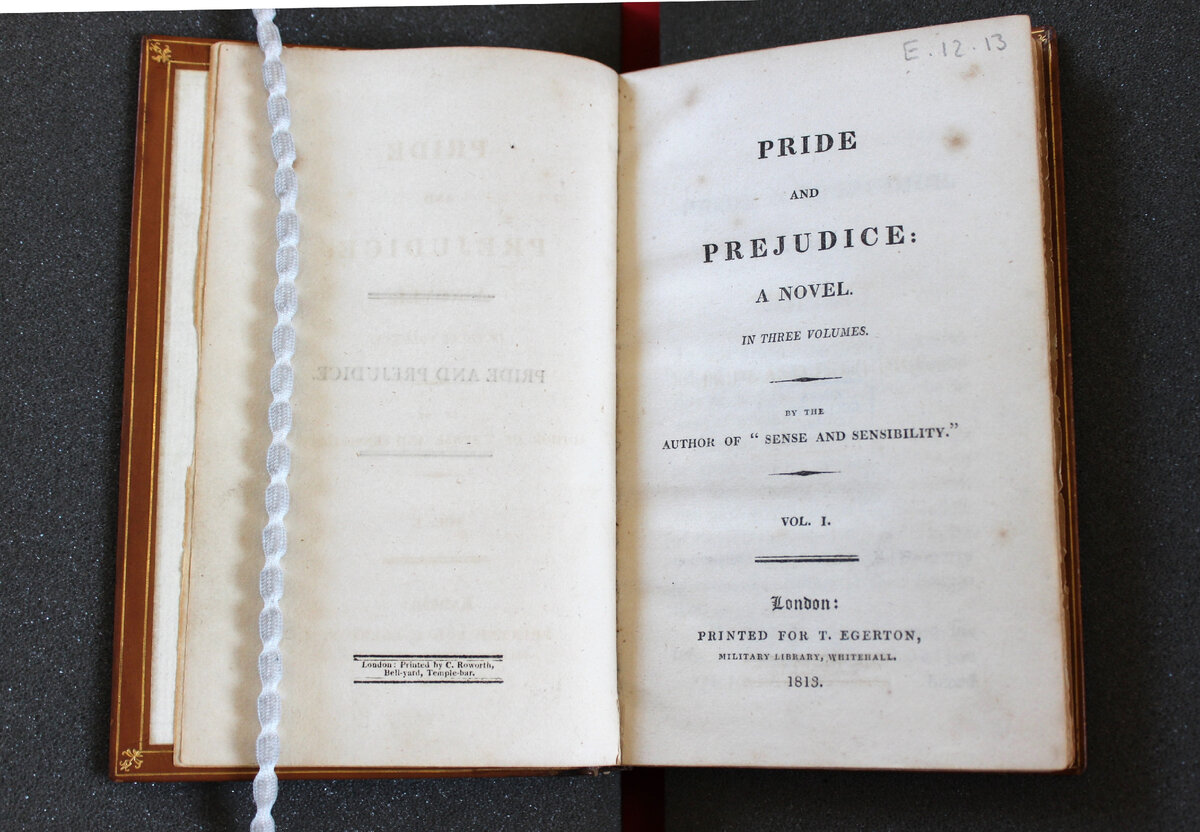 London: Printed by C. Roworth,
Bell-yard, Temple-bar.
E.12.13
PRIDE
AND
PREJUDICE:
A NOVEL.
IN THREE VOLUMES.
BY THE
AUTHOR OF “ SENSE AND SENSIBILITY.”
VOL. I.
London:
PRINTED FOR T. EGERTON,
MILITARY LIBRARY, WHITEHALL.
1813.